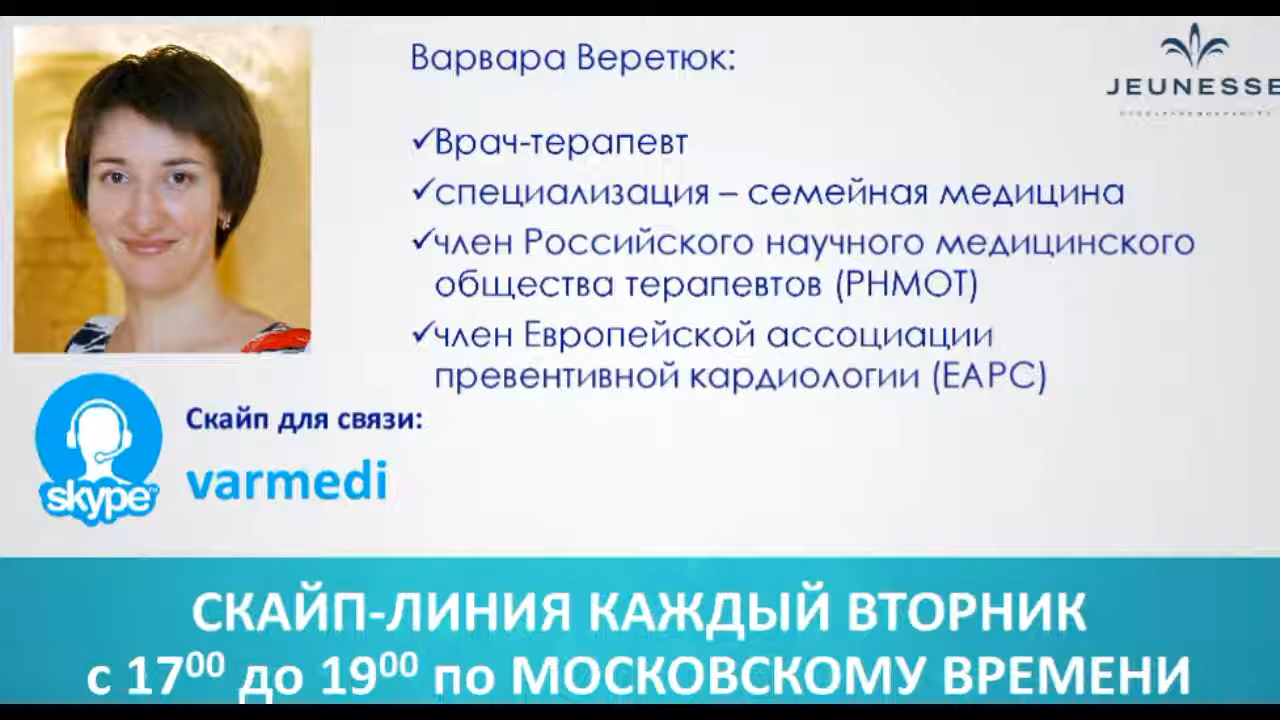 Варвара Веретюк:
JEUNESSE
Врач-терапевт
специализация – семейная медицина
член Российского научного медицинского
общества терапевтов (РНМОТ)
член Европейской ассоциации
превентивной кардиологии (EAPC)
Скайп для связи:
skype
varmedi
СКАЙП-ЛИНИЯ КАЖДЫЙ ВТОРНИК
с 17⁰⁰ до 19⁰⁰ по МОСКОВСКОМУ ВРЕМЕНИ